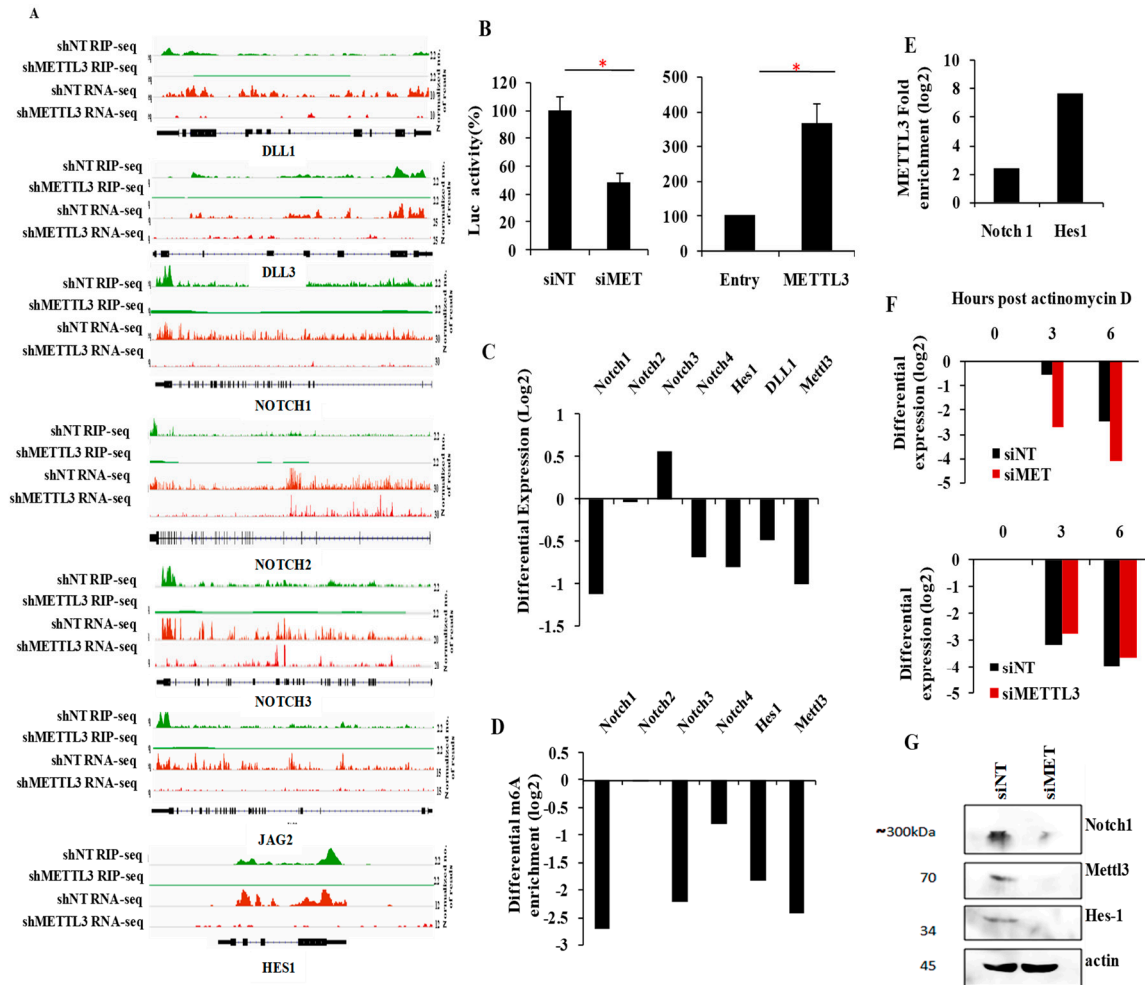 A
shNT RIP-seq
shMETTL3 RIP-seq
shNT RNA-seq
shMETTL3 RNA-seq
DLL1
shNT RIP-seq
shMETTL3 RIP-seq
shNT RNA-seq
shMETTL3 RNA-seq
DLL3
shNT RIP-seq
shMETTL3 RIP-seq
shNT RNA-seq
shMETTL3 RNA-seq
NOTCH1
shNT RIP-seq
shMETTL3 RIP-seq
shNT RNA-seq
shMETTL3 RNA-seq
NOTCH2
shNT RIP-seq
shMETTL3 RIP-seq
shNT RNA-seq
shMETTL3 RNA-seq
NOTCH3
shNT RIP-seq
shMETTL3 RIP-seq
shNT RNA-seq
shMETTL3 RNA-seq
JAG2
shNT RIP-seq
shMETTL3 RIP-seq
shNT RNA-seq
shMETTL3 RNA-seq
HES1
Normalized no. of reads
B
Luc activity(%)
120
100
80
60
40
20
0
*
siNT siMET
500
400
300
200
100
0
*
Entry METTL3
C
Notch1 Notch2 Notch3 Notch4 Hes1 DLL1 Mettl3
Differential Expression (Log2)
1
0.5
0
-0.5
-1
-1.5
D
Notch1 Notch2 Notch3 Notch4 Hes1 Mettl3
Differential m6A
enrichment (log2)
0.5
0
-0.5
-1
-1.5
-2
-2.5
-3
E
METTL3 Fold
enrichment (log2)
10
8
6
4
2
0
Notch 1 Hes1
F
Hours post actinomycin D
0 3 6
Differential
expression (log2)
0
-1
-2
-3
-4
-5
siNT
siMET
0 3 6
Differential
expression (log2)
0
-1
-2
-3
-4
-5
siNT
siMETTL3
G
siNT siMET
~300kDa Notch1
70 Mettl3
34 Hes-1
45 actin